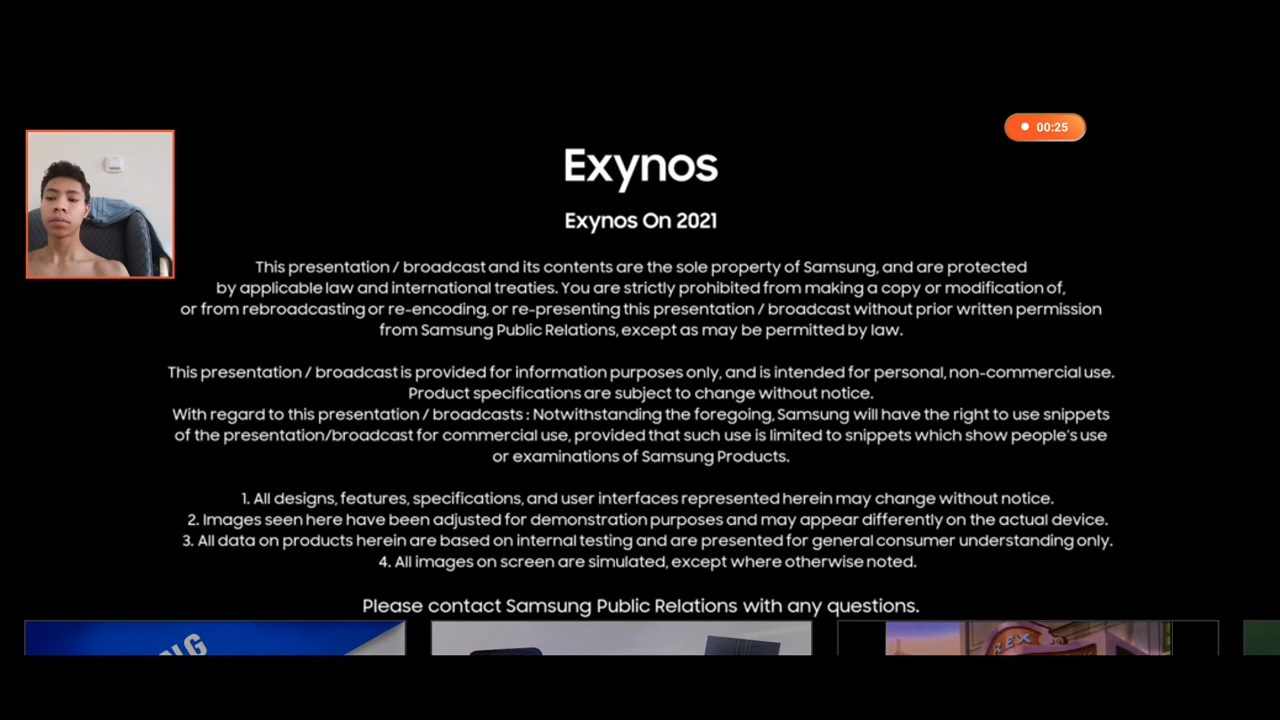 00:25
Exynos
Exynos On 2021
This presentation / broadcast and its contents are the sole property of Samsung, and are protected
by applicable law and international treaties. You are strictly prohibited from making a copy or modification of,
or from rebroadcasting or re-encoding, or re-presenting this presentation / broadcast without prior written permission
from Samsung Public Relations, except as may be permitted by law.
This presentation / broadcast is provided for information purposes only, and is intended for personal, non-commercial use.
Product specifications are subject to change without notice.
With regard to this presentation / broadcasts : Notwithstanding the foregoing, Samsung will have the right to use snippets
of the presentation/broadcast for commercial use, provided that such use is limited to snippets which show people's use
or examinations of Samsung Products.
1. All designs, features, specifications, and user interfaces represented herein may change without notice.
2. Images seen here have been adjusted for demonstration purposes and may appear differently on the actual device.
3. All data on products herein are based on internal testing and are presented for general consumer understanding only.
4. All images on screen are simulated, except where otherwise noted.
Please contact Samsung Public Relations with any questions.
REX